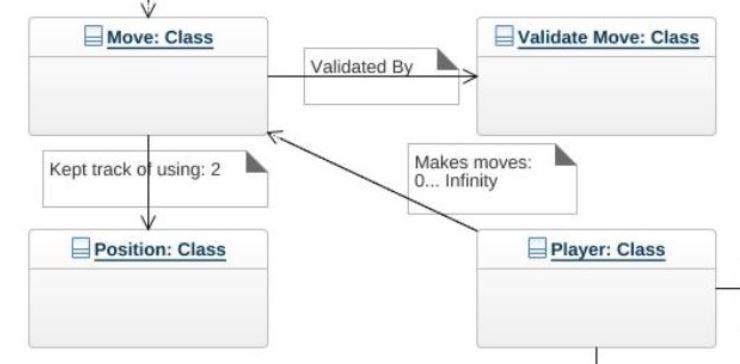 Move: Class
Validated By
Validate Move: Class
Kept track of using: 2
Makes moves:
0... Infinity
Position: Class
Player: Class